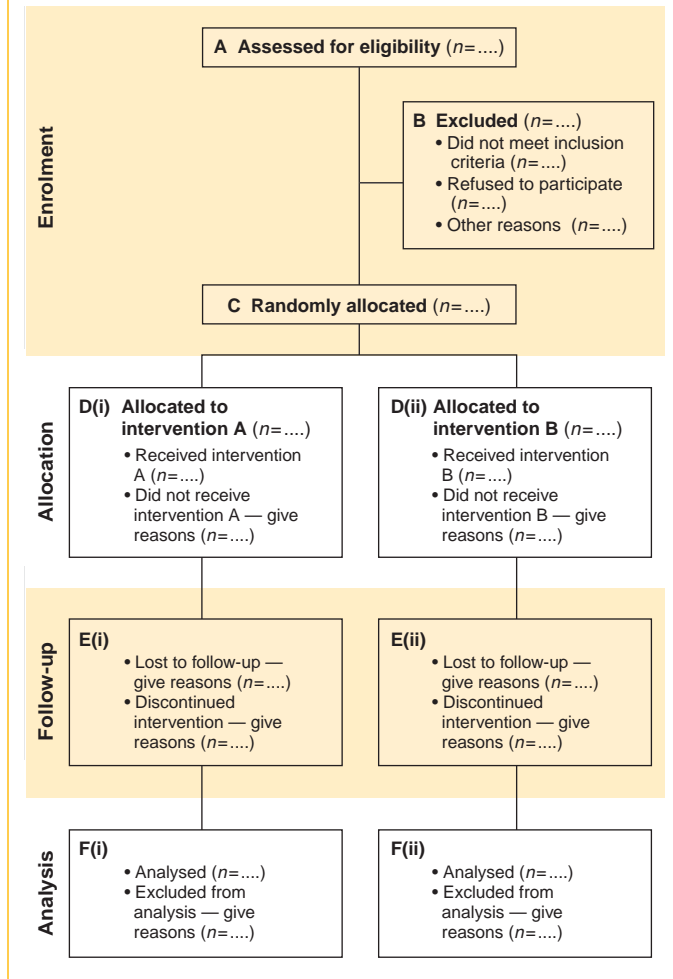 Enrolment
A Assessed for eligibility (n=....)
B Excluded (n=....)
• Did not meet inclusion
criteria (n=....)
• Refused to participate
(n=....)
• Other reasons (n=....)
C Randomly allocated (n=....)
Allocation
D(i) Allocated to
intervention A (n=....)
• Received intervention
A (n=....)
• Did not receive
intervention A — give
reasons (n=....)
D(ii) Allocated to
intervention B (n=....)
• Received intervention
B (n=....)
• Did not receive
intervention B — give
reasons (n=....)
Follow-up
E(i)
• Lost to follow-up —
give reasons (n=....)
• Discontinued
intervention — give
reasons (n=....)
E(ii)
• Lost to follow-up —
give reasons (n=....)
• Discontinued
intervention — give
reasons (n=....)
Analysis
F(i)
• Analysed (n=....)
• Excluded from
analysis — give
reasons (n=....)
F(ii)
• Analysed (n=....)
• Excluded from
analysis — give
reasons (n=....)